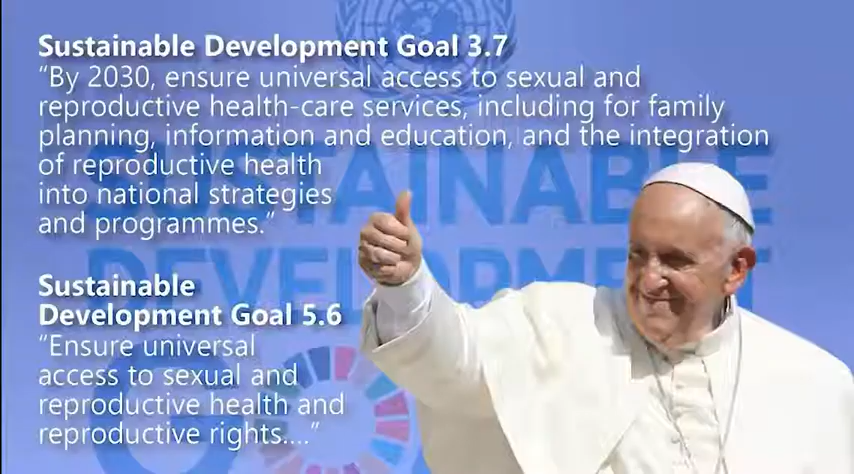 Sustainable Development Goal 3.7
“By 2030, ensure universal access to sexual and
reproductive health-care services, including for family
planning, information and education, and the integration
of reproductive health
into national strategies
and programmes.”
Sustainable
Development Goal 5.6
“Ensure universal
access to sexual and
reproductive health and
reproductive rights....”
SUSTAINABLE
DEVELOPMENT